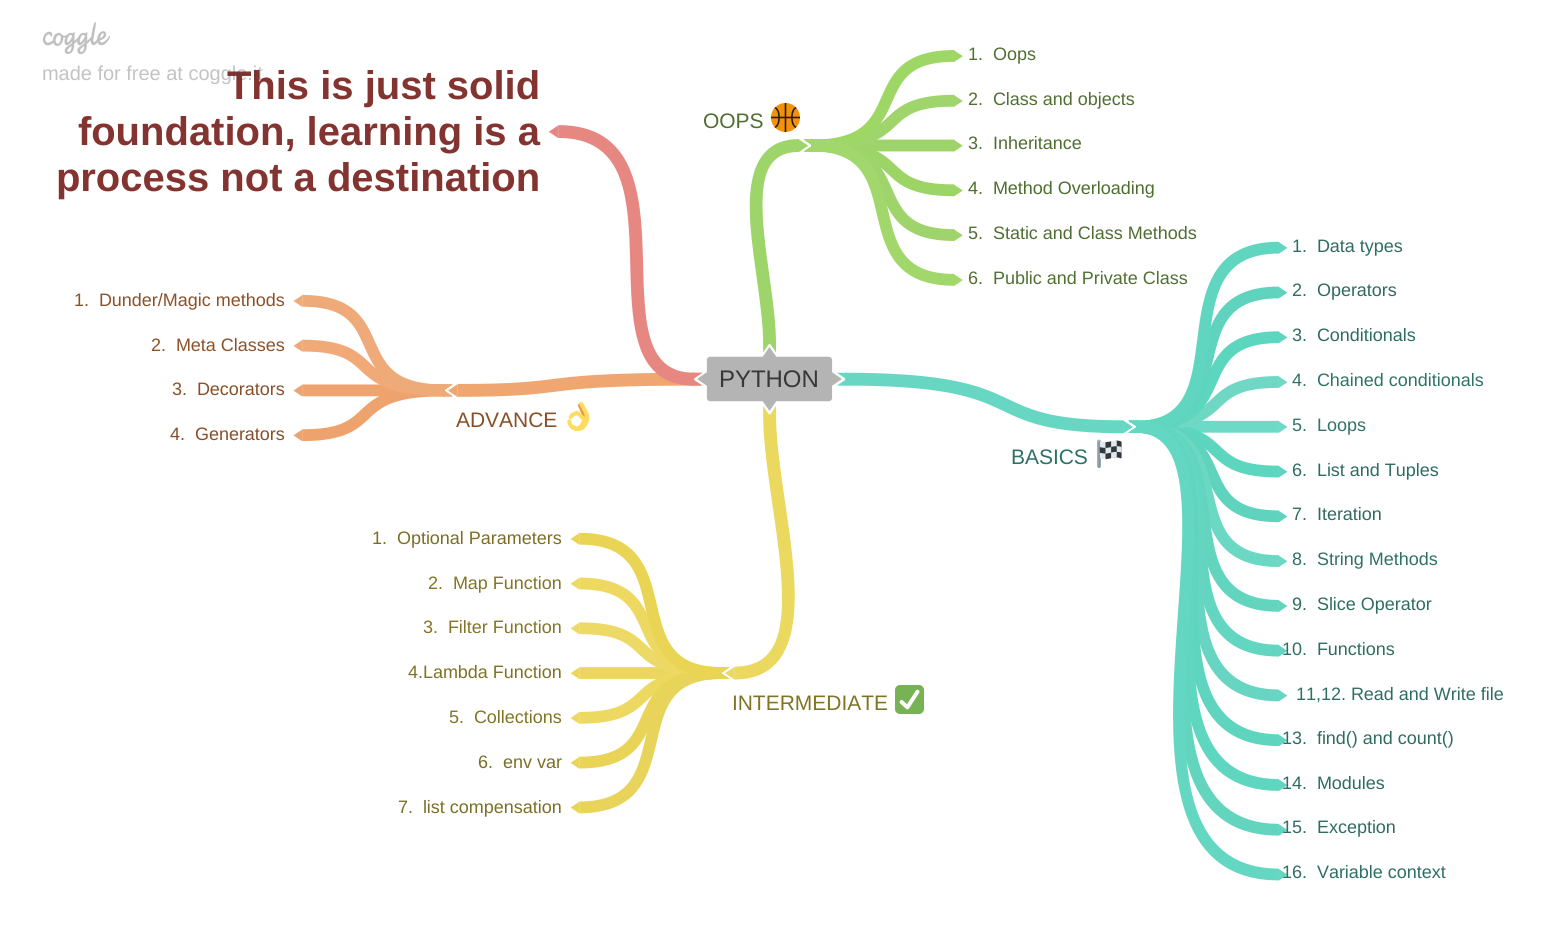 coggle
made for free at coggle.it
This is just solid
foundation, learning is a
process not a destination
OOPS
1. Oops
2. Class and objects
3. Inheritance
4. Method Overloading
5. Static and Class Methods
6. Public and Private Class
PYTHON
BASICS
1. Data types
2. Operators
3. Conditionals
4. Chained conditionals
5. Loops
6. List and Tuples
7. Iteration
8. String Methods
9. Slice Operator
10. Functions
11,12. Read and Write file
13. find() and count()
14. Modules
15. Exception
16. Variable context
ADVANCE
1. Dunder/Magic methods
2. Meta Classes
3. Decorators
4. Generators
INTERMEDIATE
1. Optional Parameters
2. Map Function
3. Filter Function
4.Lambda Function
5. Collections
6. env var
7. list compensation